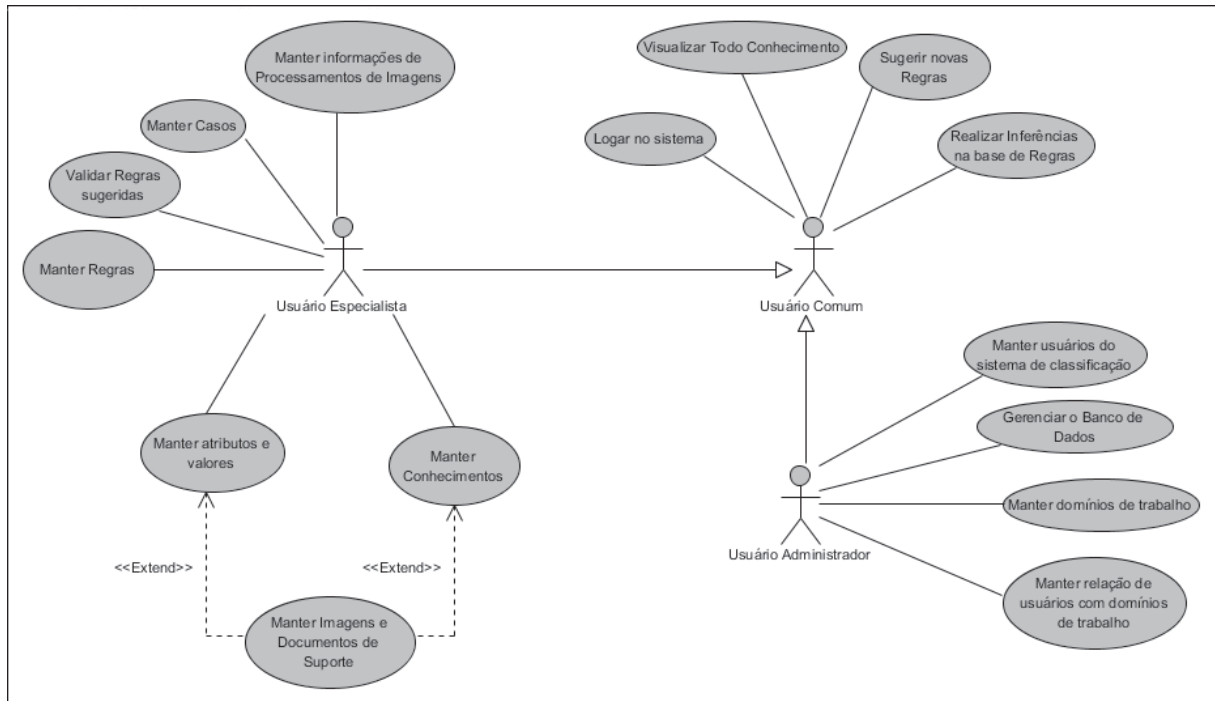 Manter informações de
Processamentos de Imagens
Manter Casos
Validar Regras
sugeridas
Manter Regras
Usuário Especialista
Manter atributos e
valores
Manter
Conhecimentos
<<Extend>>
<<Extend>>
Manter Imagens e
Documentos de
Suporte
Visualizar Todo Conhecimento
Sugerir novas
Regras
Logar no sistema
Realizar Inferências
na base de Regras
Usuário Comum
Manter usuários do
sistema de classificação
Gerenciar o Banco de
Dados
Manter domínios de trabalho
Usuário Administrador
Manter relação de
usuários com domínios
de trabalho